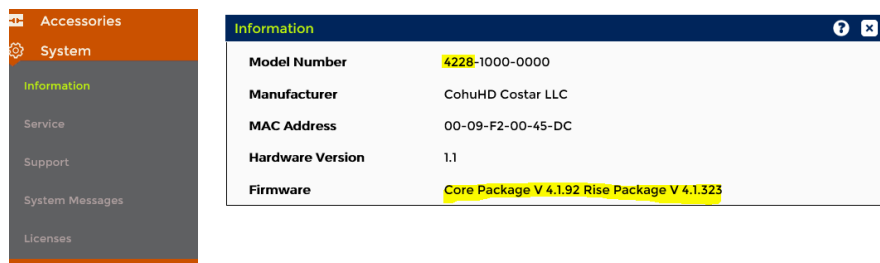 Accessories
System
Information
Service
Support
System Messages
Licenses
Information
Model Number 4228-1000-0000
Manufacturer CohuHD Costar LLC
MAC Address 00-09-F2-00-45-DC
Hardware Version 1.1
Firmware Core Package V 4.1.92 Rise Package V 4.1.323